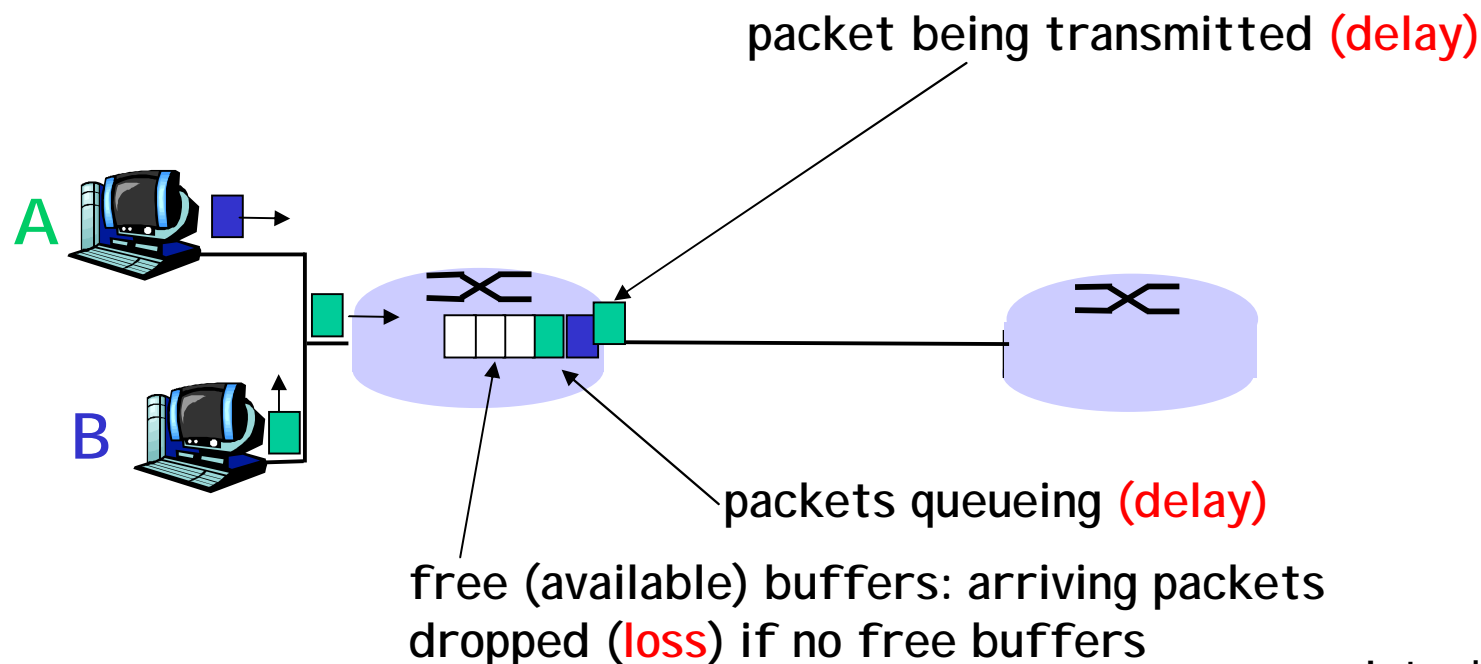 packet being transmitted (delay)
A
B
packets queueing (delay)
free (available) buffers: arriving packets
dropped (loss) if no free buffers